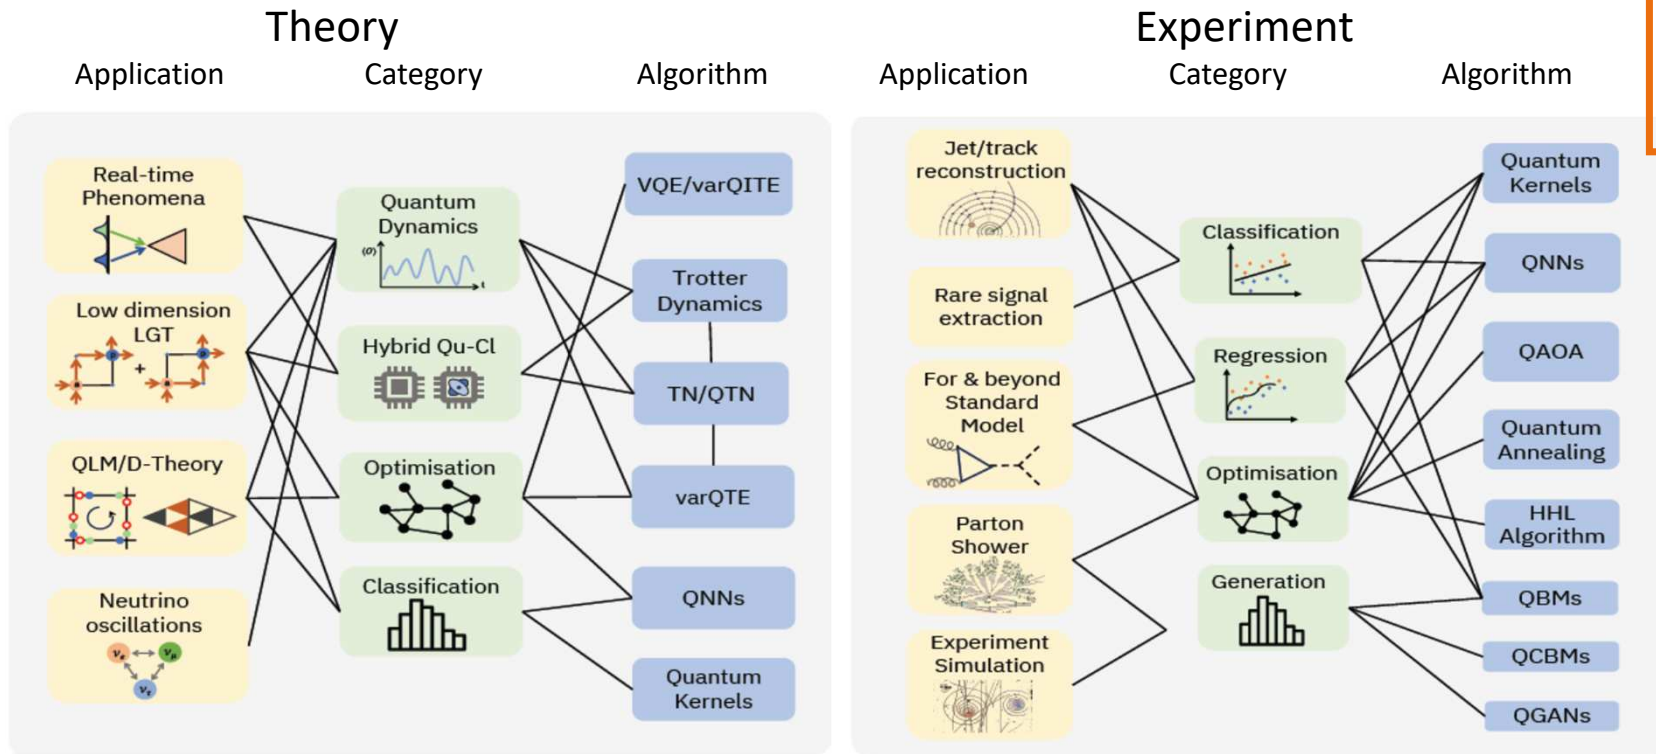 Theory
Application
Category
Algorithm
Real-time
Phenomena
Low dimension
LGT
+
QLM/D-Theory
Neutrino
oscillations
νe
νμ
ντ
Quantum
Dynamics
⟨O⟩
t
Hybrid Qu-Cl
Optimisation
Classification
VQE/varQITE
Trotter
Dynamics
TN/QTN
varQTE
QNNs
Quantum
Kernels
Experiment
Application
Category
Algorithm
Jet/track
reconstruction
Rare signal
extraction
For & beyond
Standard
Model
Parton
Shower
Experiment
Simulation
Classification
Regression
Optimisation
Generation
Quantum
Kernels
QNNs
QAOA
Quantum
Annealing
HHL
Algorithm
QBMs
QCBMs
QGANs